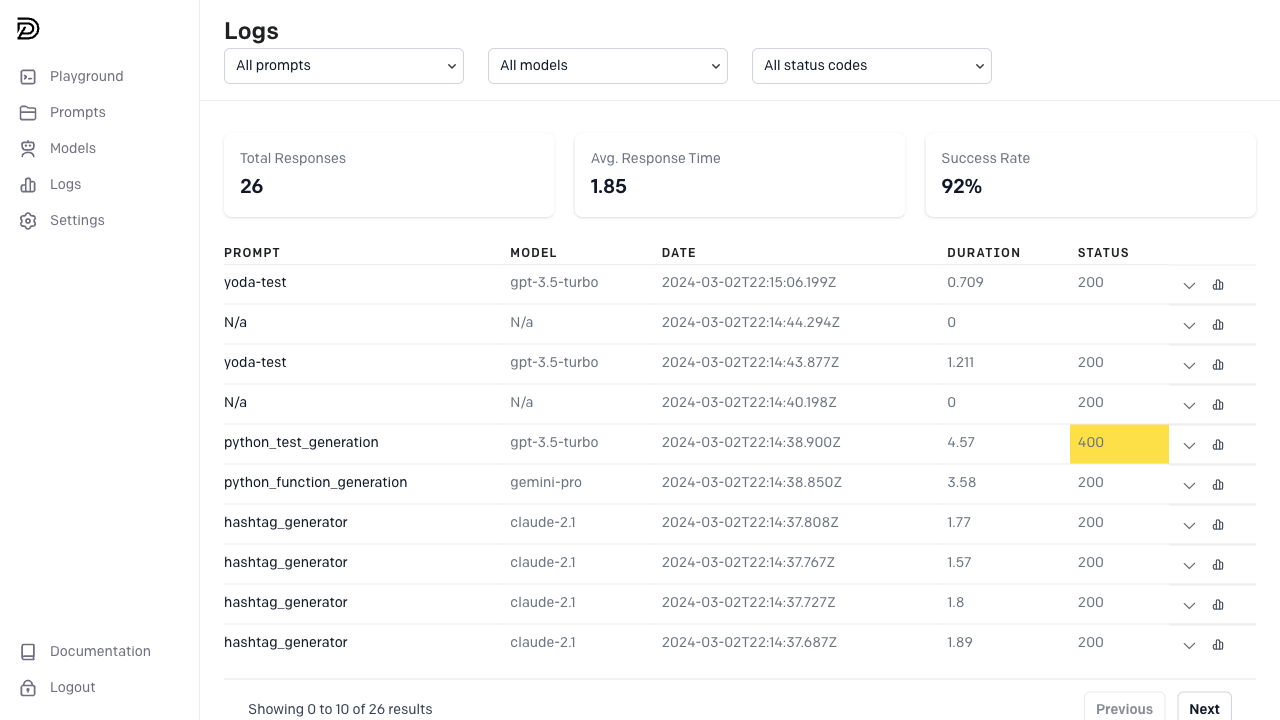 Logs
All prompts All models All status codes
Playground
Prompts
Models
Logs
Settings
Documentation
Logout
Total Responses Avg. Response Time Success Rate
26 1.85 92%
PROMPT MODEL DATE DURATION STATUS
yoda-test gpt-3.5-turbo 2024-03-02T22:15:06.199Z 0.709 200
N/a N/a 2024-03-02T22:14:44.294Z 0
yoda-test gpt-3.5-turbo 2024-03-02T22:14:43.877Z 1.211 200
N/a N/a 2024-03-02T22:14:40.198Z 0 200
python_test_generation gpt-3.5-turbo 2024-03-02T22:14:38.900Z 4.57 400
python_function_generation gemini-pro 2024-03-02T22:14:38.850Z 3.58 200
hashtag_generator claude-2.1 2024-03-02T22:14:37.808Z 1.77 200
hashtag_generator claude-2.1 2024-03-02T22:14:37.767Z 1.57 200
hashtag_generator claude-2.1 2024-03-02T22:14:37.727Z 1.8 200
hashtag_generator claude-2.1 2024-03-02T22:14:37.687Z 1.89 200
Showing 0 to 10 of 26 results Previous Next